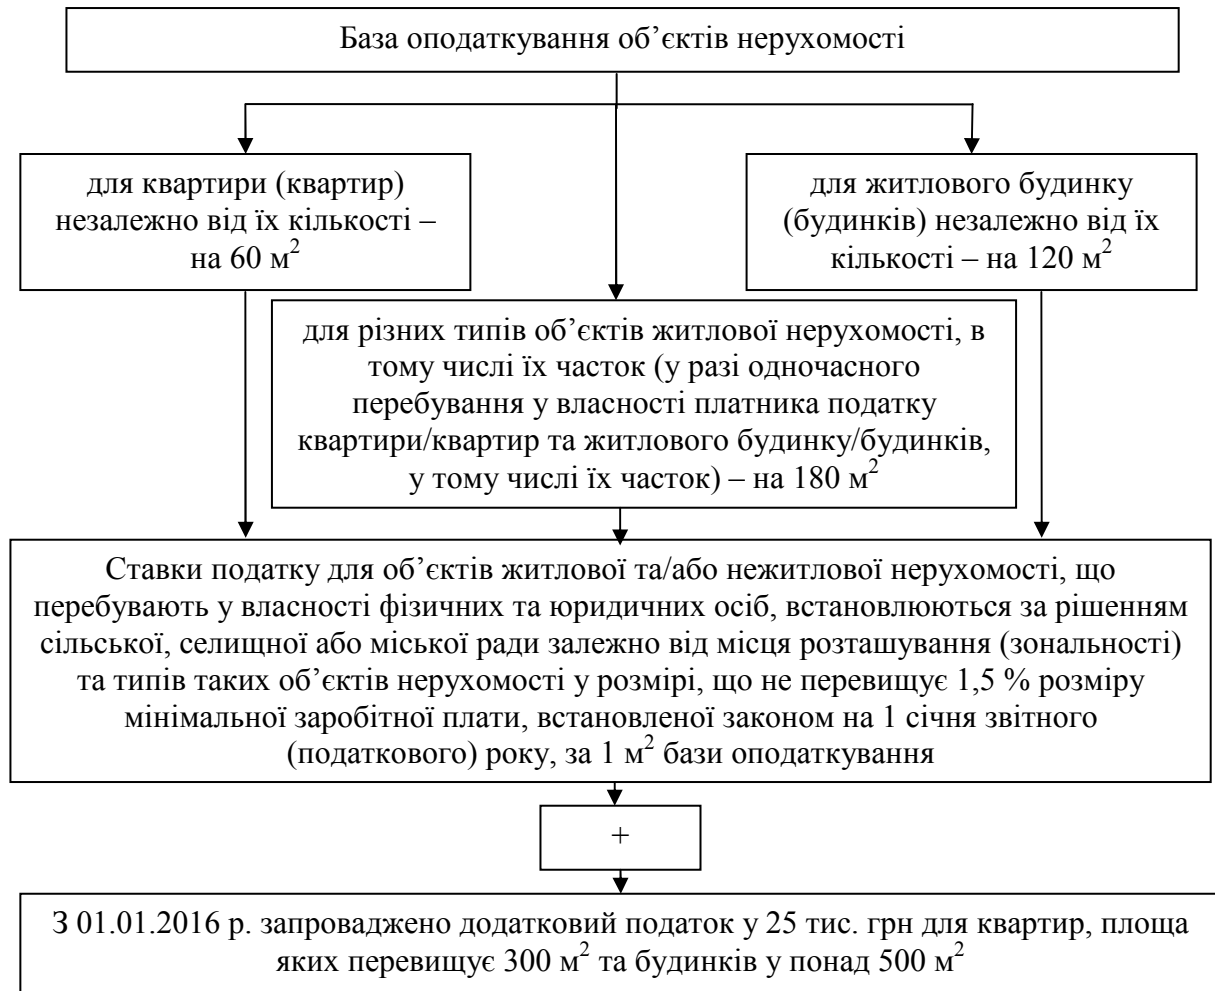 База оподаткування об’єктів нерухомості
для квартири (квартир)
незалежно від їх кількості –
на 60 м²
для житлового будинку
(будинків) незалежно від їх
кількості – на 120 м²
для різних типів об’єктів житлової нерухомості, в
тому числі їх часток (у разі одночасного
перебування у власності платника податку
квартири/квартир та житлового будинку/будинків,
у тому числі їх часток) – на 180 м²
Ставки податку для об’єктів житлової та/або нежитлової нерухомості, що
перебувають у власності фізичних та юридичних осіб, встановлюються за рішенням
сільської, селищної або міської ради залежно від місця розташування (зональності)
та типів таких об’єктів нерухомості у розмірі, що не перевищує 1,5 % розміру
мінімальної заробітної плати, встановленої законом на 1 січня звітного
(податкового) року, за 1 м² бази оподаткування
+
З 01.01.2016 р. запроваджено додатковий податок у 25 тис. грн для квартир, площа
яких перевищує 300 м² та будинків у понад 500 м²